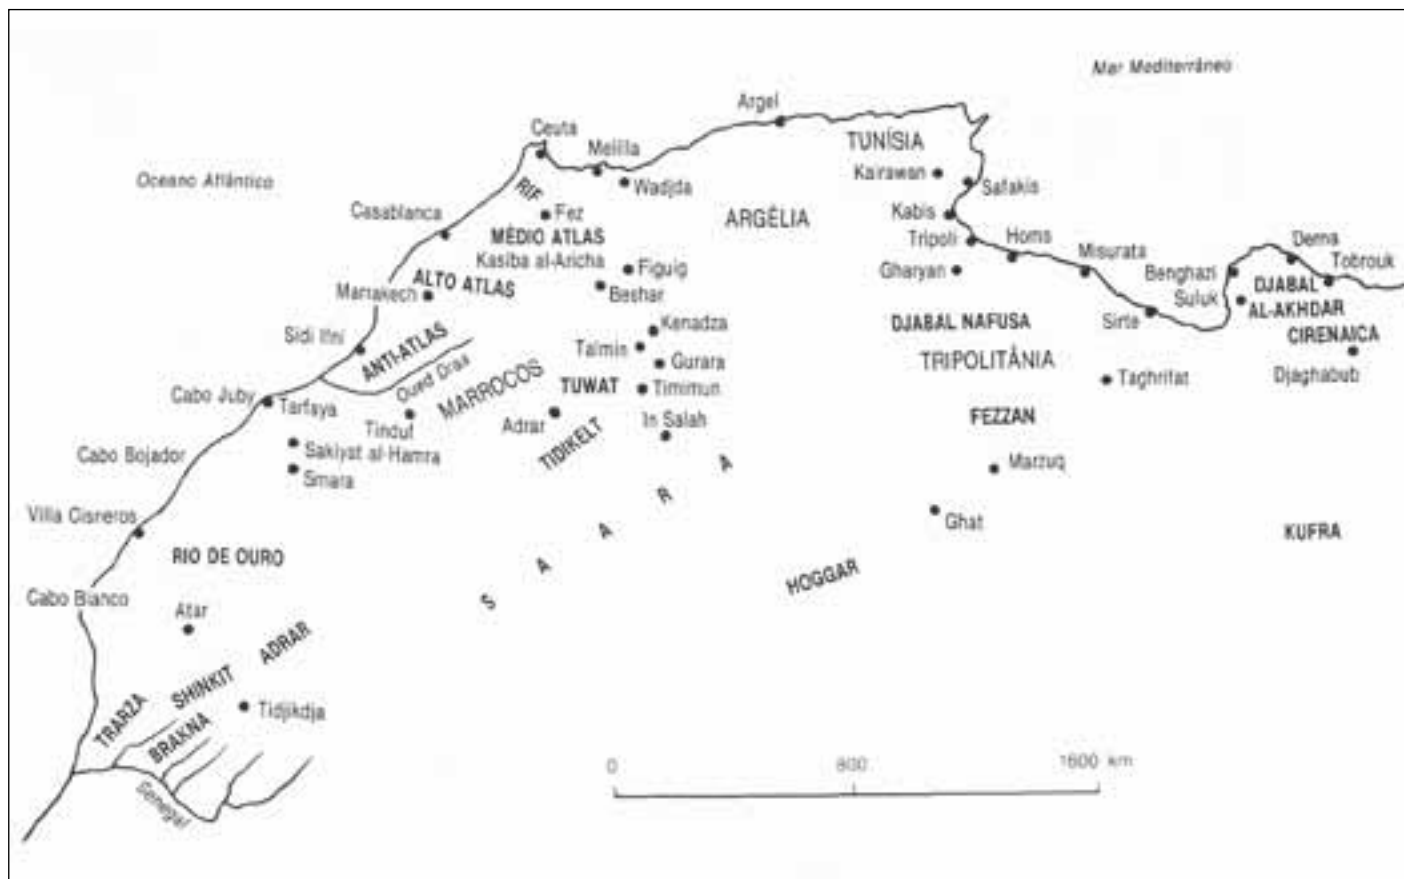 Mar Mediterrâneo
Argel
Ceuta
TUNÍSIA
Melilla
Kairawan
Oceano Atlântico
Safakis
Wadjda
RIF
Casablanca
Fez
ARGÉLIA
Kabis
MÉDIO ATLAS
Tripoli
Homs
Misurata
Derna
Tobrouk
Kasiba al-Aricha
Figuig
Gharyan
Benghazi
ALTO ATLAS
Beshar
DJABAL
AL-AKHDAR
Marrakech
Suluk
Kenadza
DJABAL NAFUSA
Sirte
CIRENAICA
Sidi Ifni
ANTI-ATLAS
Talmin
Gurara
TRIPOLITÂNIA
Djaghabub
Oued Draa
MARROCOS
TUWAT
Timimun
Taghrifat
Cabo Juby
Tarfaya
Tinduf
Adrar
In Salah
FEZZAN
TIDIKELT
Sakiyat al-Hamra
Cabo Bojador
Smara
Marzuq
SAARA
Villa Cisneros
Ghat
KUFRA
RIO DE OURO
HOGGAR
Cabo Blanco
Atar
ADRAR
SHINKIT
TRARZA
Tidjikdja
BRAKNA
Senegal
0 800 1600 km